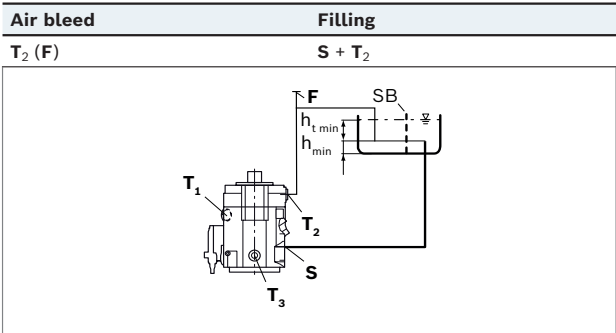 Air bleed Filling
T₂ (F) S + T₂
F SB
hₜ ₘᵢₙ
hₘᵢₙ
T₁
T₂
S
T₃